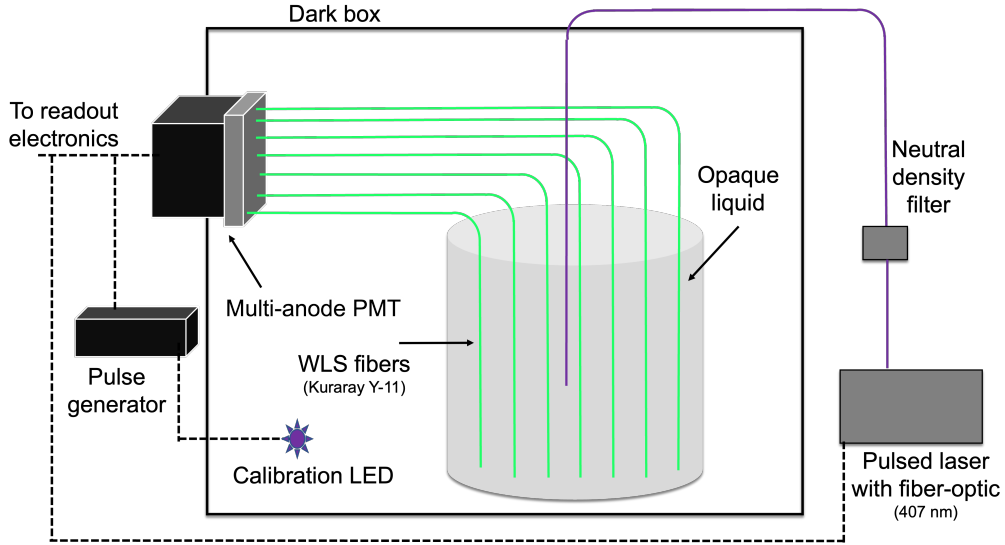 Dark box
To readout
electronics
Neutral
density
filter
Opaque
liquid
Multi-anode PMT
WLS fibers
(Kuraray Y-11)
Pulse
generator
Calibration LED
Pulsed laser
with fiber-optic
(407 nm)